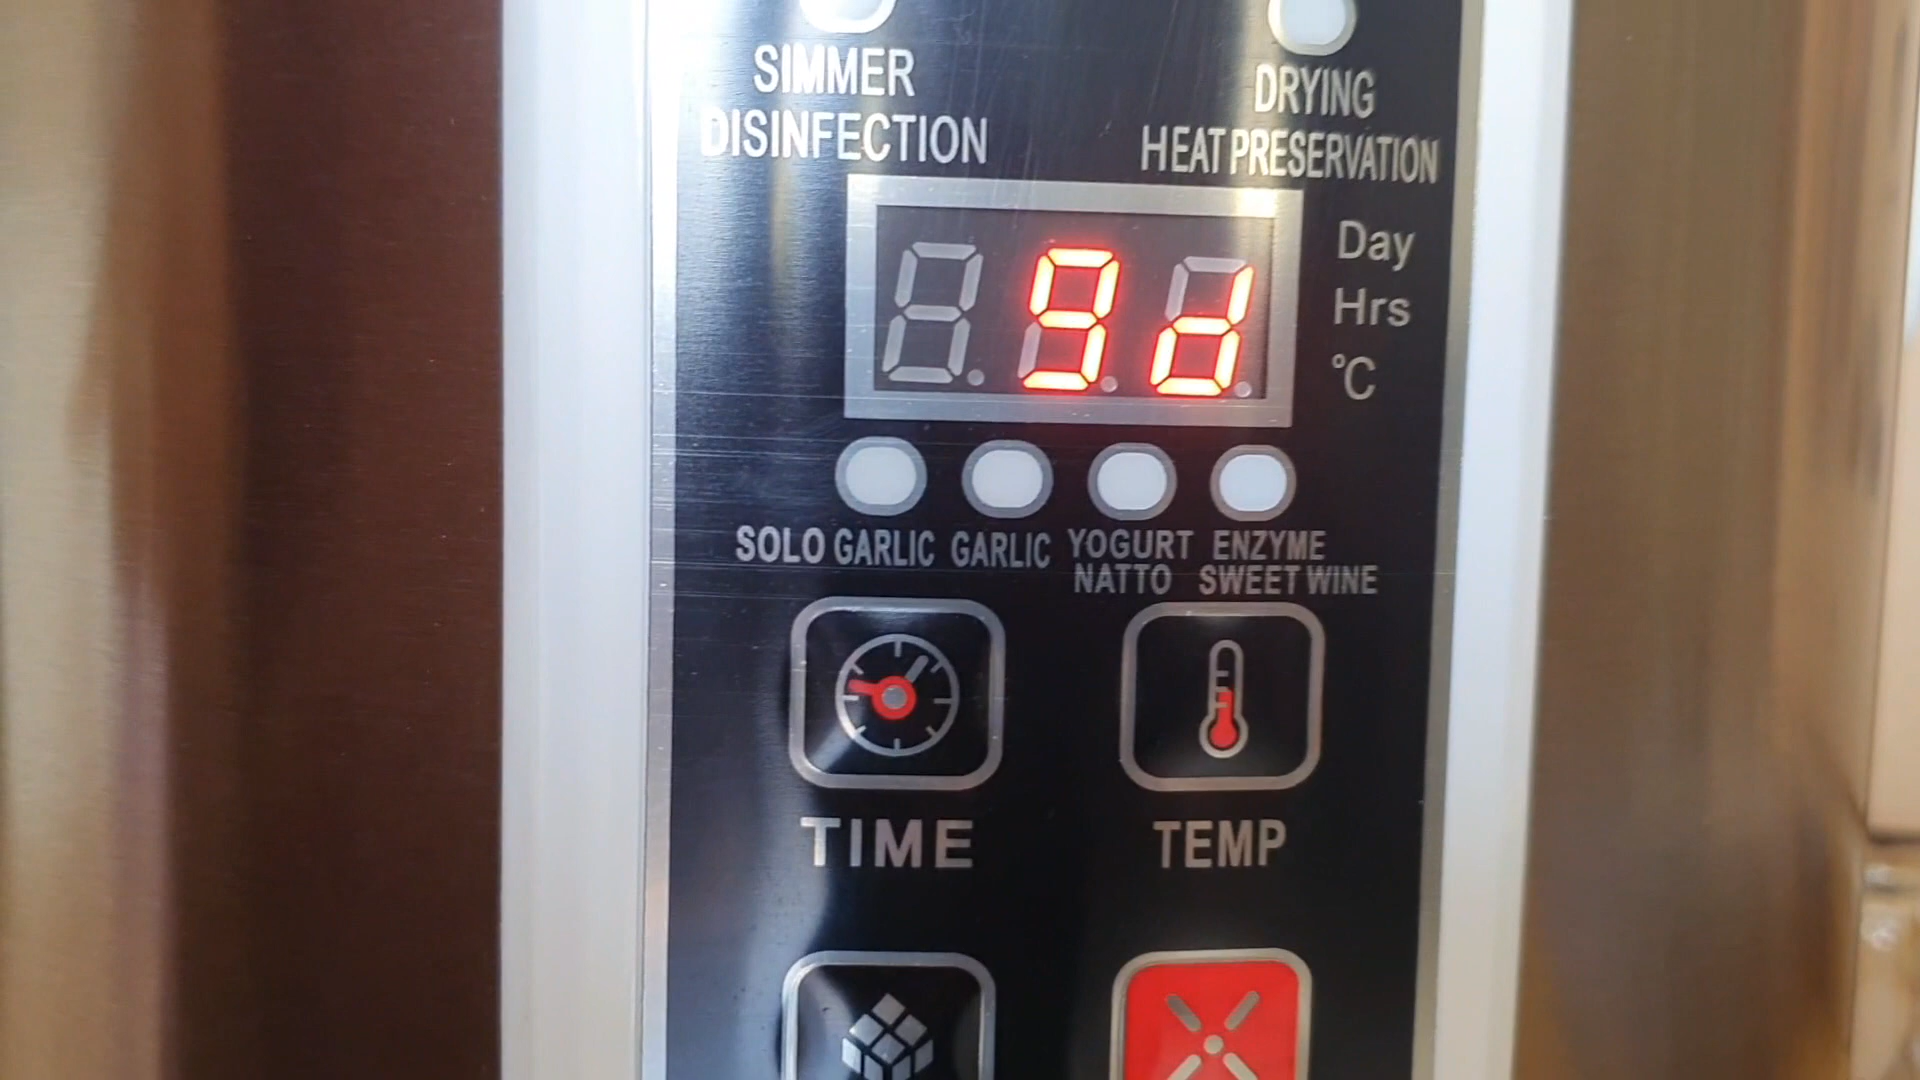 SIMMER
DISINFECTION
DRYING
HEAT PRESERVATION
9d
Day
Hrs
°C
SOLO GARLIC
GARLIC
YOGURT
NATTO
ENZYME
SWEET WINE
TIME
TEMP